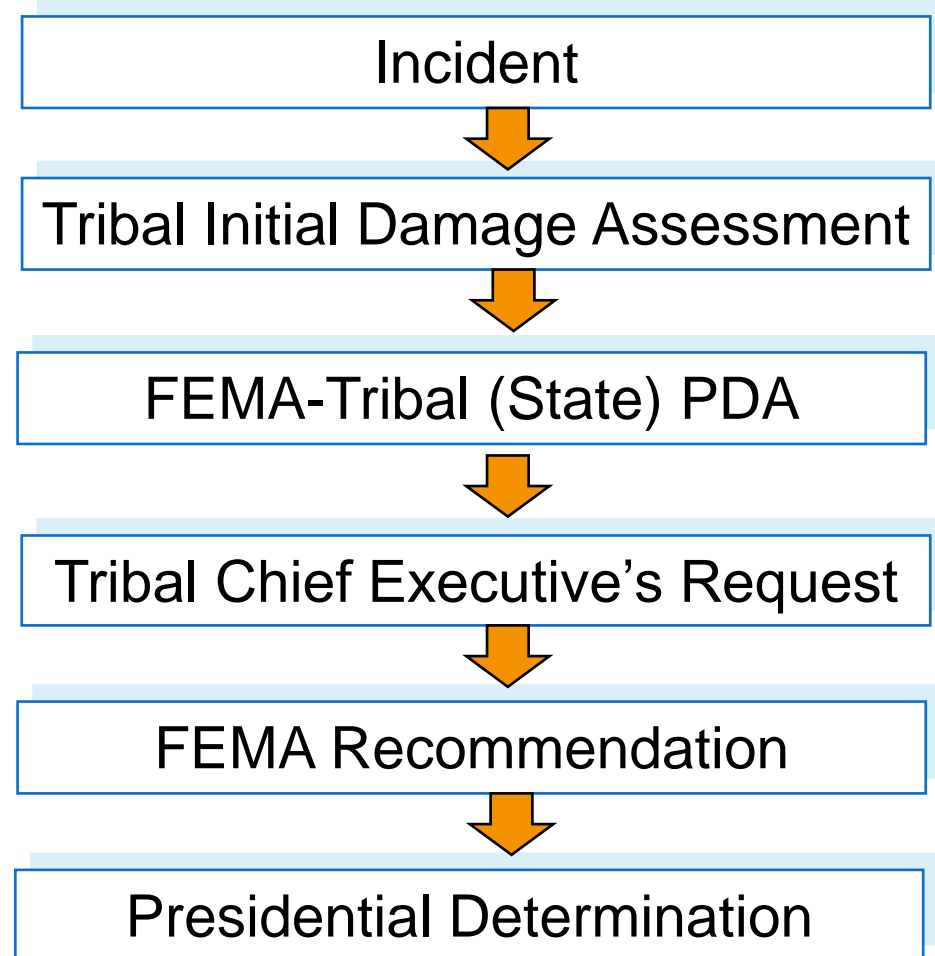 Incident
Tribal Initial Damage Assessment
FEMA-Tribal (State) PDA
Tribal Chief Executive’s Request
FEMA Recommendation
Presidential Determination